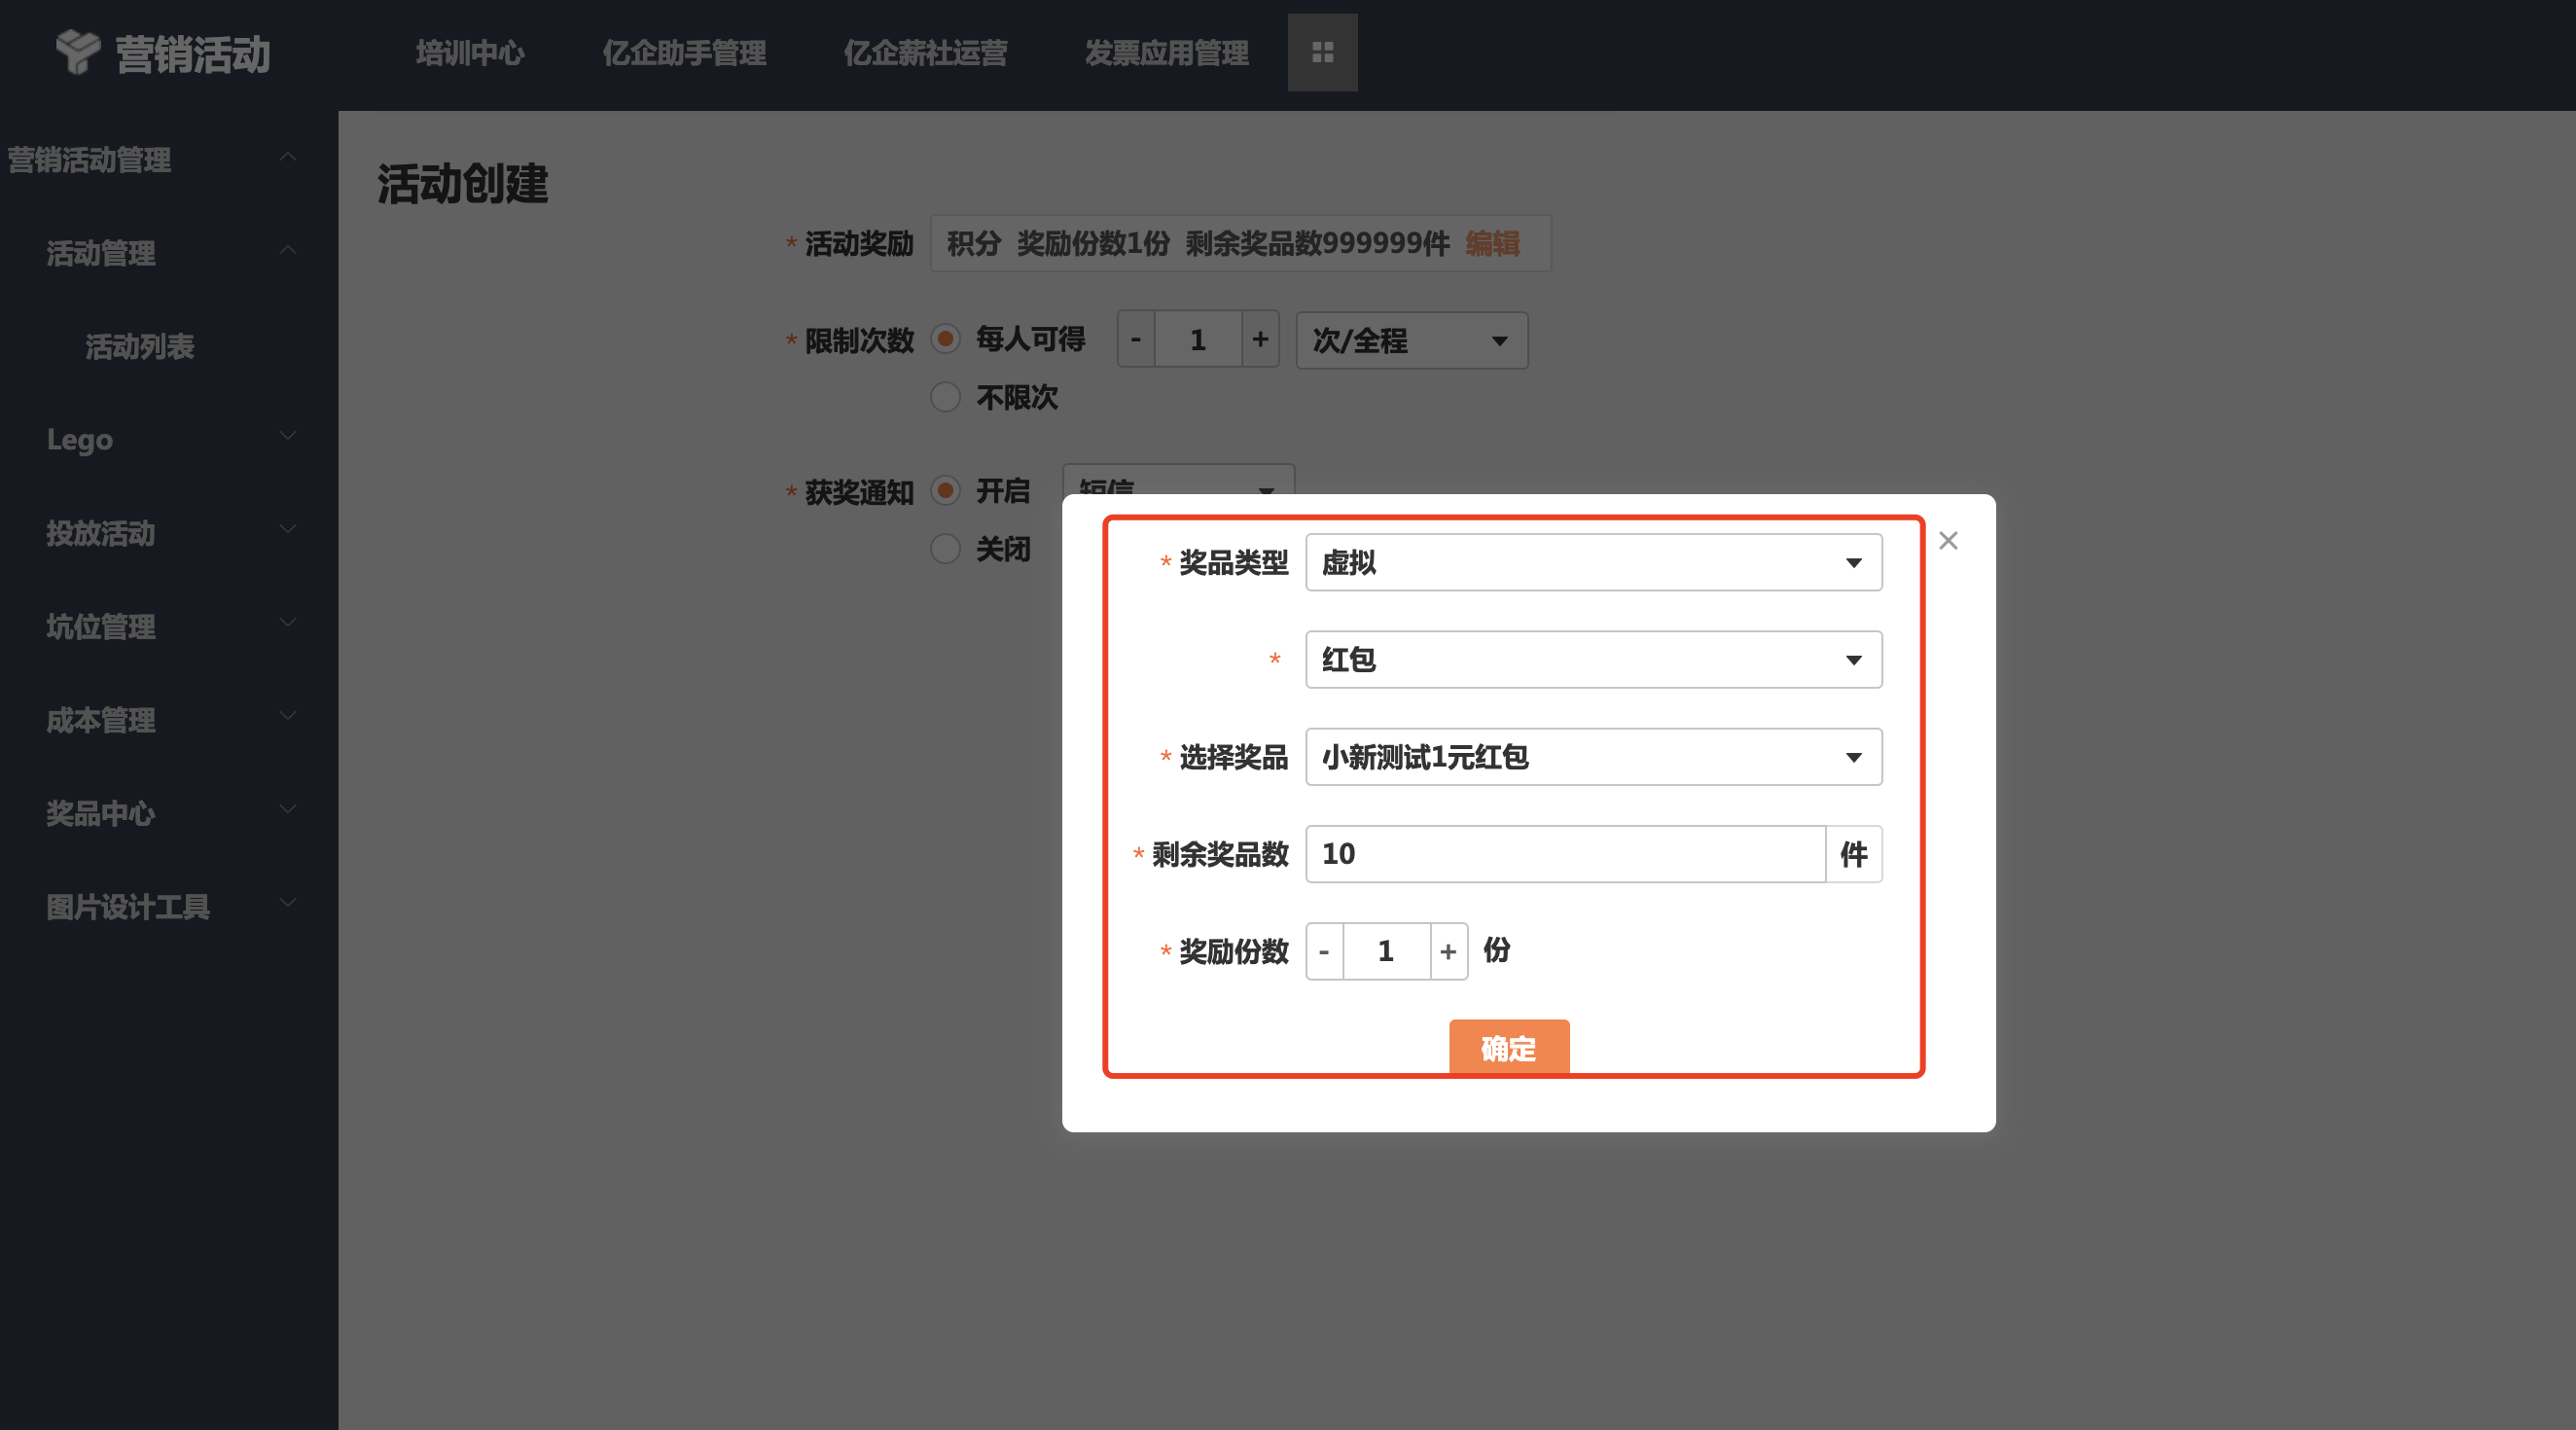 营销活动
培训中心
亿企助手管理
亿企薪社运营
发票应用管理
营销活动管理
活动管理
活动列表
Lego
投放活动
坑位管理
成本管理
奖品中心
图片设计工具
活动创建
* 活动奖励 积分 奖励份数1份 剩余奖品数999999件 编辑
* 限制次数 每人可得 - 1 + 次/全程
不限次
* 获奖通知 开启 短信
关闭
* 奖品类型 虚拟
* 红包
* 选择奖品 小新测试1元红包
* 剩余奖品数 10 件
* 奖励份数 - 1 + 份
确定